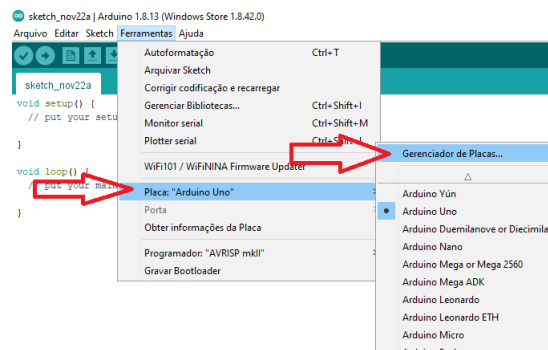 sketch_nov22a | Arduino 1.8.13 (Windows Store 1.8.42.0)
Arquivo Editar Sketch Ferramentas Ajuda
sketch_nov22a
void setup() {
// put your setu
}
void loop() {
// put your main
}
Autoformatação Ctrl+T
Arquivar Sketch
Corrigir codificação e recarregar
Gerenciar Bibliotecas... Ctrl+Shift+I
Monitor serial Ctrl+Shift+M
Plotter serial Ctrl+Shift+L
WiFi101 / WiFiNINA Firmware Updater
Placa: "Arduino Uno"
Porta
Obter informações da Placa
Programador: "AVRISP mkII"
Gravar Bootloader
Gerenciador de Placas...
Arduino Yún
Arduino Uno
Arduino Duemilanove or Diecimila
Arduino Nano
Arduino Mega or Mega 2560
Arduino Mega ADK
Arduino Leonardo
Arduino Leonardo ETH
Arduino Micro